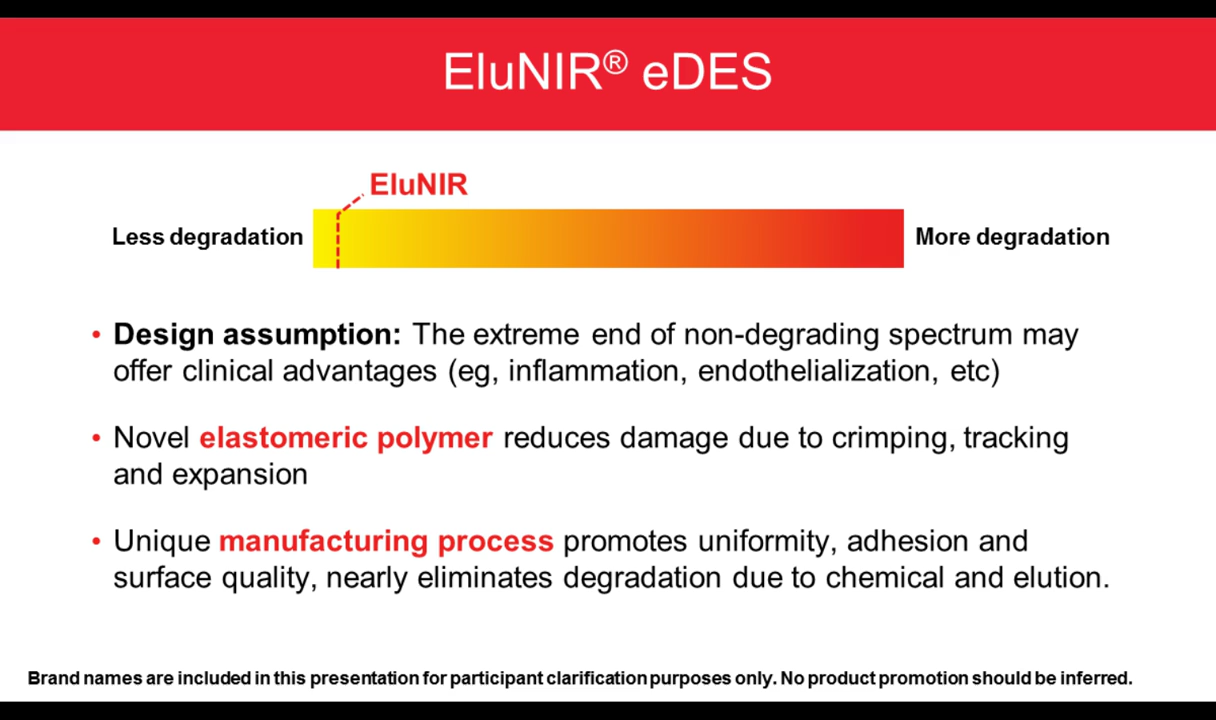 EluNIR® eDES
EluNIR
Less degradation
More degradation
• Design assumption: The extreme end of non-degrading spectrum may
offer clinical advantages (eg, inflammation, endothelialization, etc)
• Novel elastomeric polymer reduces damage due to crimping, tracking
and expansion
• Unique manufacturing process promotes uniformity, adhesion and
surface quality, nearly eliminates degradation due to chemical and elution.
Brand names are included in this presentation for participant clarification purposes only. No product promotion should be inferred.